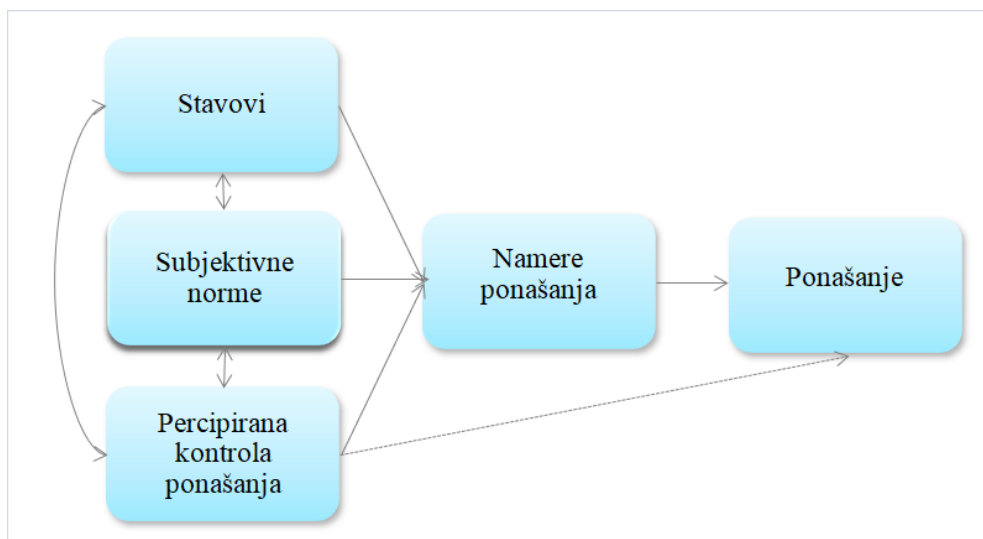 Stavovi
Subjektivne
norme
Percipirana
kontrola
ponašanja
Namere
ponašanja
Ponašanje